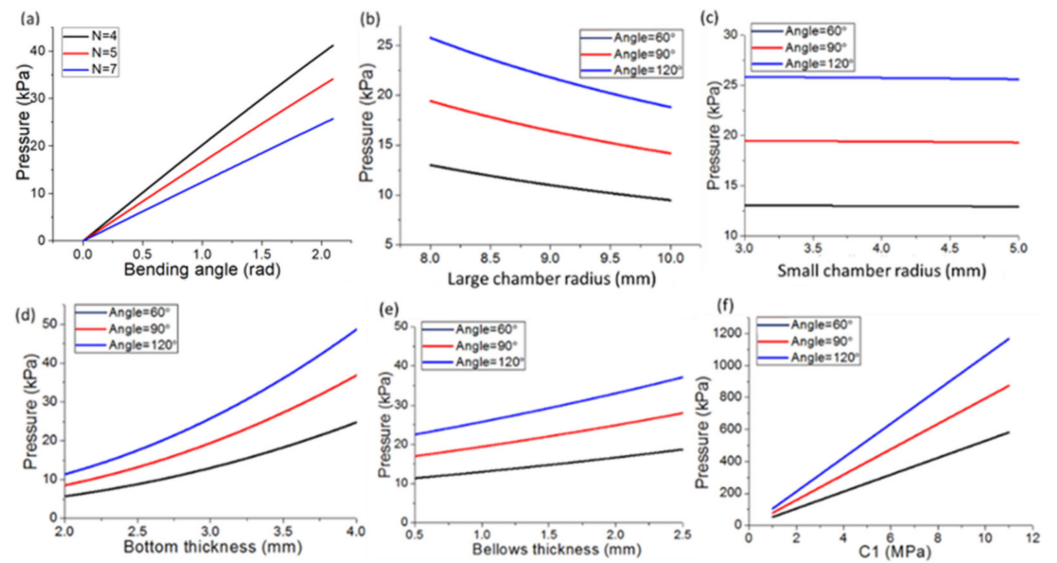 (a)
N=4
N=5
N=7
40
30
20
10
0
Pressure (kPa)
0.0 0.5 1.0 1.5 2.0
Bending angle (rad)
(b)
Angle=60°
Angle=90°
Angle=120°
25
20
15
10
5
Pressure (kPa)
8.0 8.5 9.0 9.5 10.0
Large chamber radius (mm)
(c)
Angle=60°
Angle=90°
Angle=120°
30
25
20
15
10
Pressure (kPa)
3.0 3.5 4.0 4.5 5.0
Small chamber radius (mm)
(d)
Angle=60°
Angle=90°
Angle=120°
50
40
30
20
10
0
Pressure (kPa)
2.0 2.5 3.0 3.5 4.0
Bottom thickness (mm)
(e)
Angle=60°
Angle=90°
Angle=120°
50
40
30
20
10
0
Pressure (kPa)
0.5 1.0 1.5 2.0 2.5
Bellows thickness (mm)
(f)
Angle=60°
Angle=90°
Angle=120°
1200
1000
800
600
400
200
0
Pressure (kPa)
0 2 4 6 8 10 12
C1 (MPa)